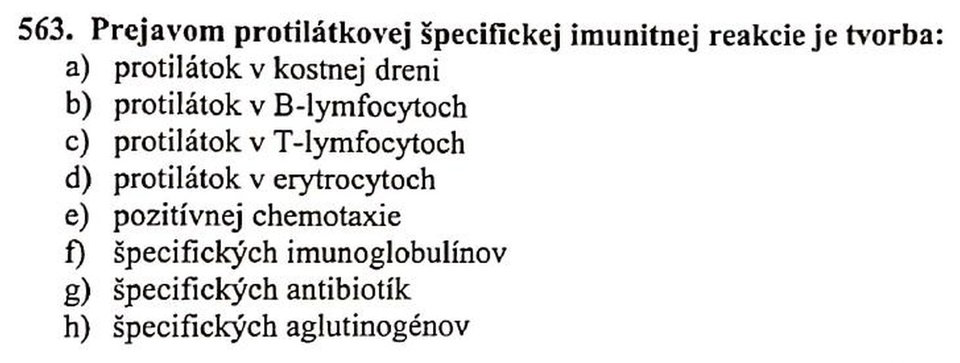 563. Prejavom protilátkovej špecifickej imunitnej reakcie je tvorba:
a) protilátok v kostnej dreni
b) protilátok v B-lymfocytoch
c) protilátok v T-lymfocytoch
d) protilátok v erytrocytoch
e) pozitívnej chemotaxie
f) špecifických imunoglobulínov
g) špecifických antibiotík
h) špecifických aglutinogénov